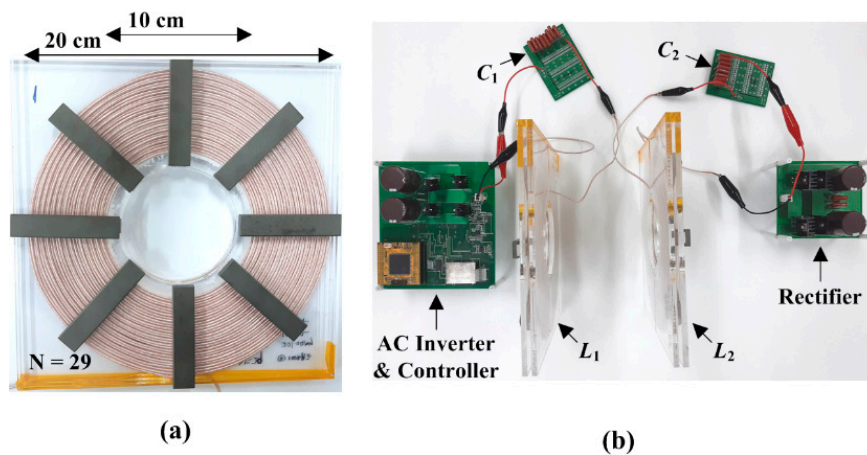 10 cm
20 cm
N = 29
(a)
C1
C2
AC Inverter
& Controller
L1
L2
Rectifier
(b)